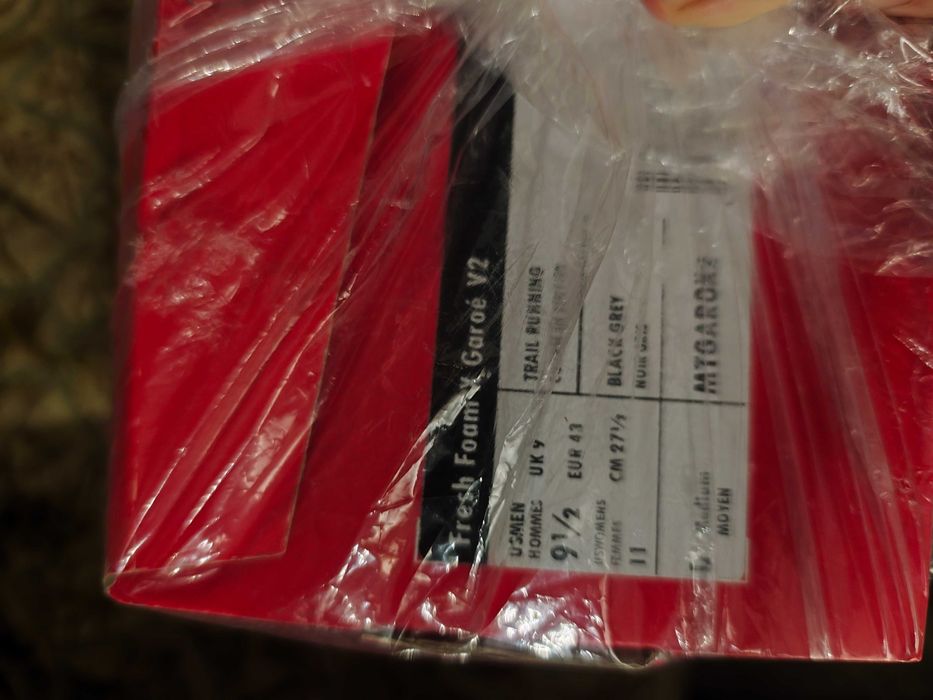 Fresh Foam X Garoé V2
TRAIL RUNNING
BLACK GREY
NOIR GRIS
US MEN
HOMMES
9 1/2
UK 9
EUR 43
CM 27 1/2
US WOMENS
FEMMES
11
D Medium
MOYEN